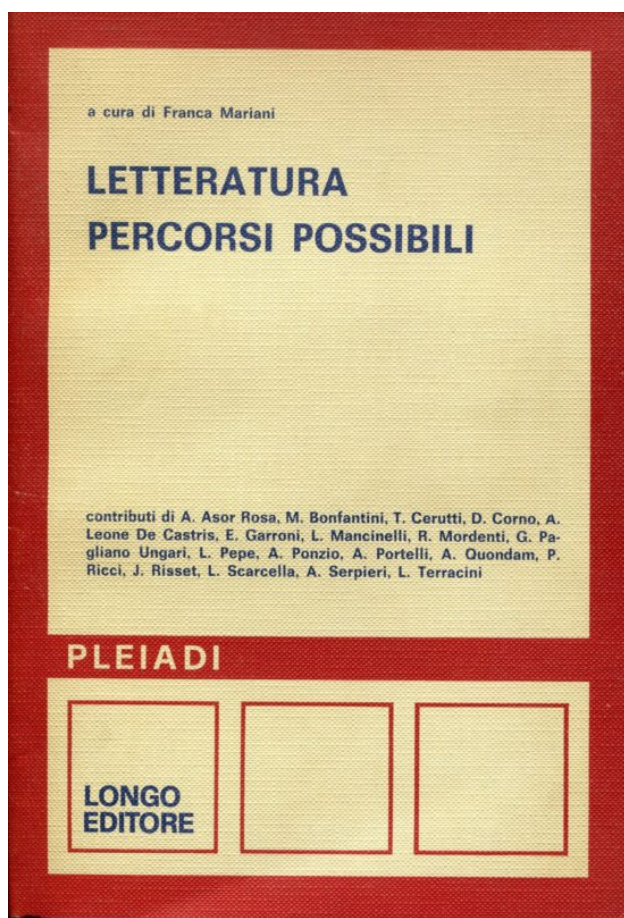 a cura di Franca Mariani
LETTERATURA
PERCORSI POSSIBILI
contributi di A. Asor Rosa, M. Bonfantini, T. Cerutti, D. Corno, A.
Leone De Castris, E. Garroni, L. Mancinelli, R. Mordenti, G. Pa-
gliano Ungari, L. Pepe, A. Ponzio, A. Portelli, A. Quondam, P.
Ricci, J. Risset, L. Scarcella, A. Serpieri, L. Terracini
PLEIADI
LONGO
EDITORE